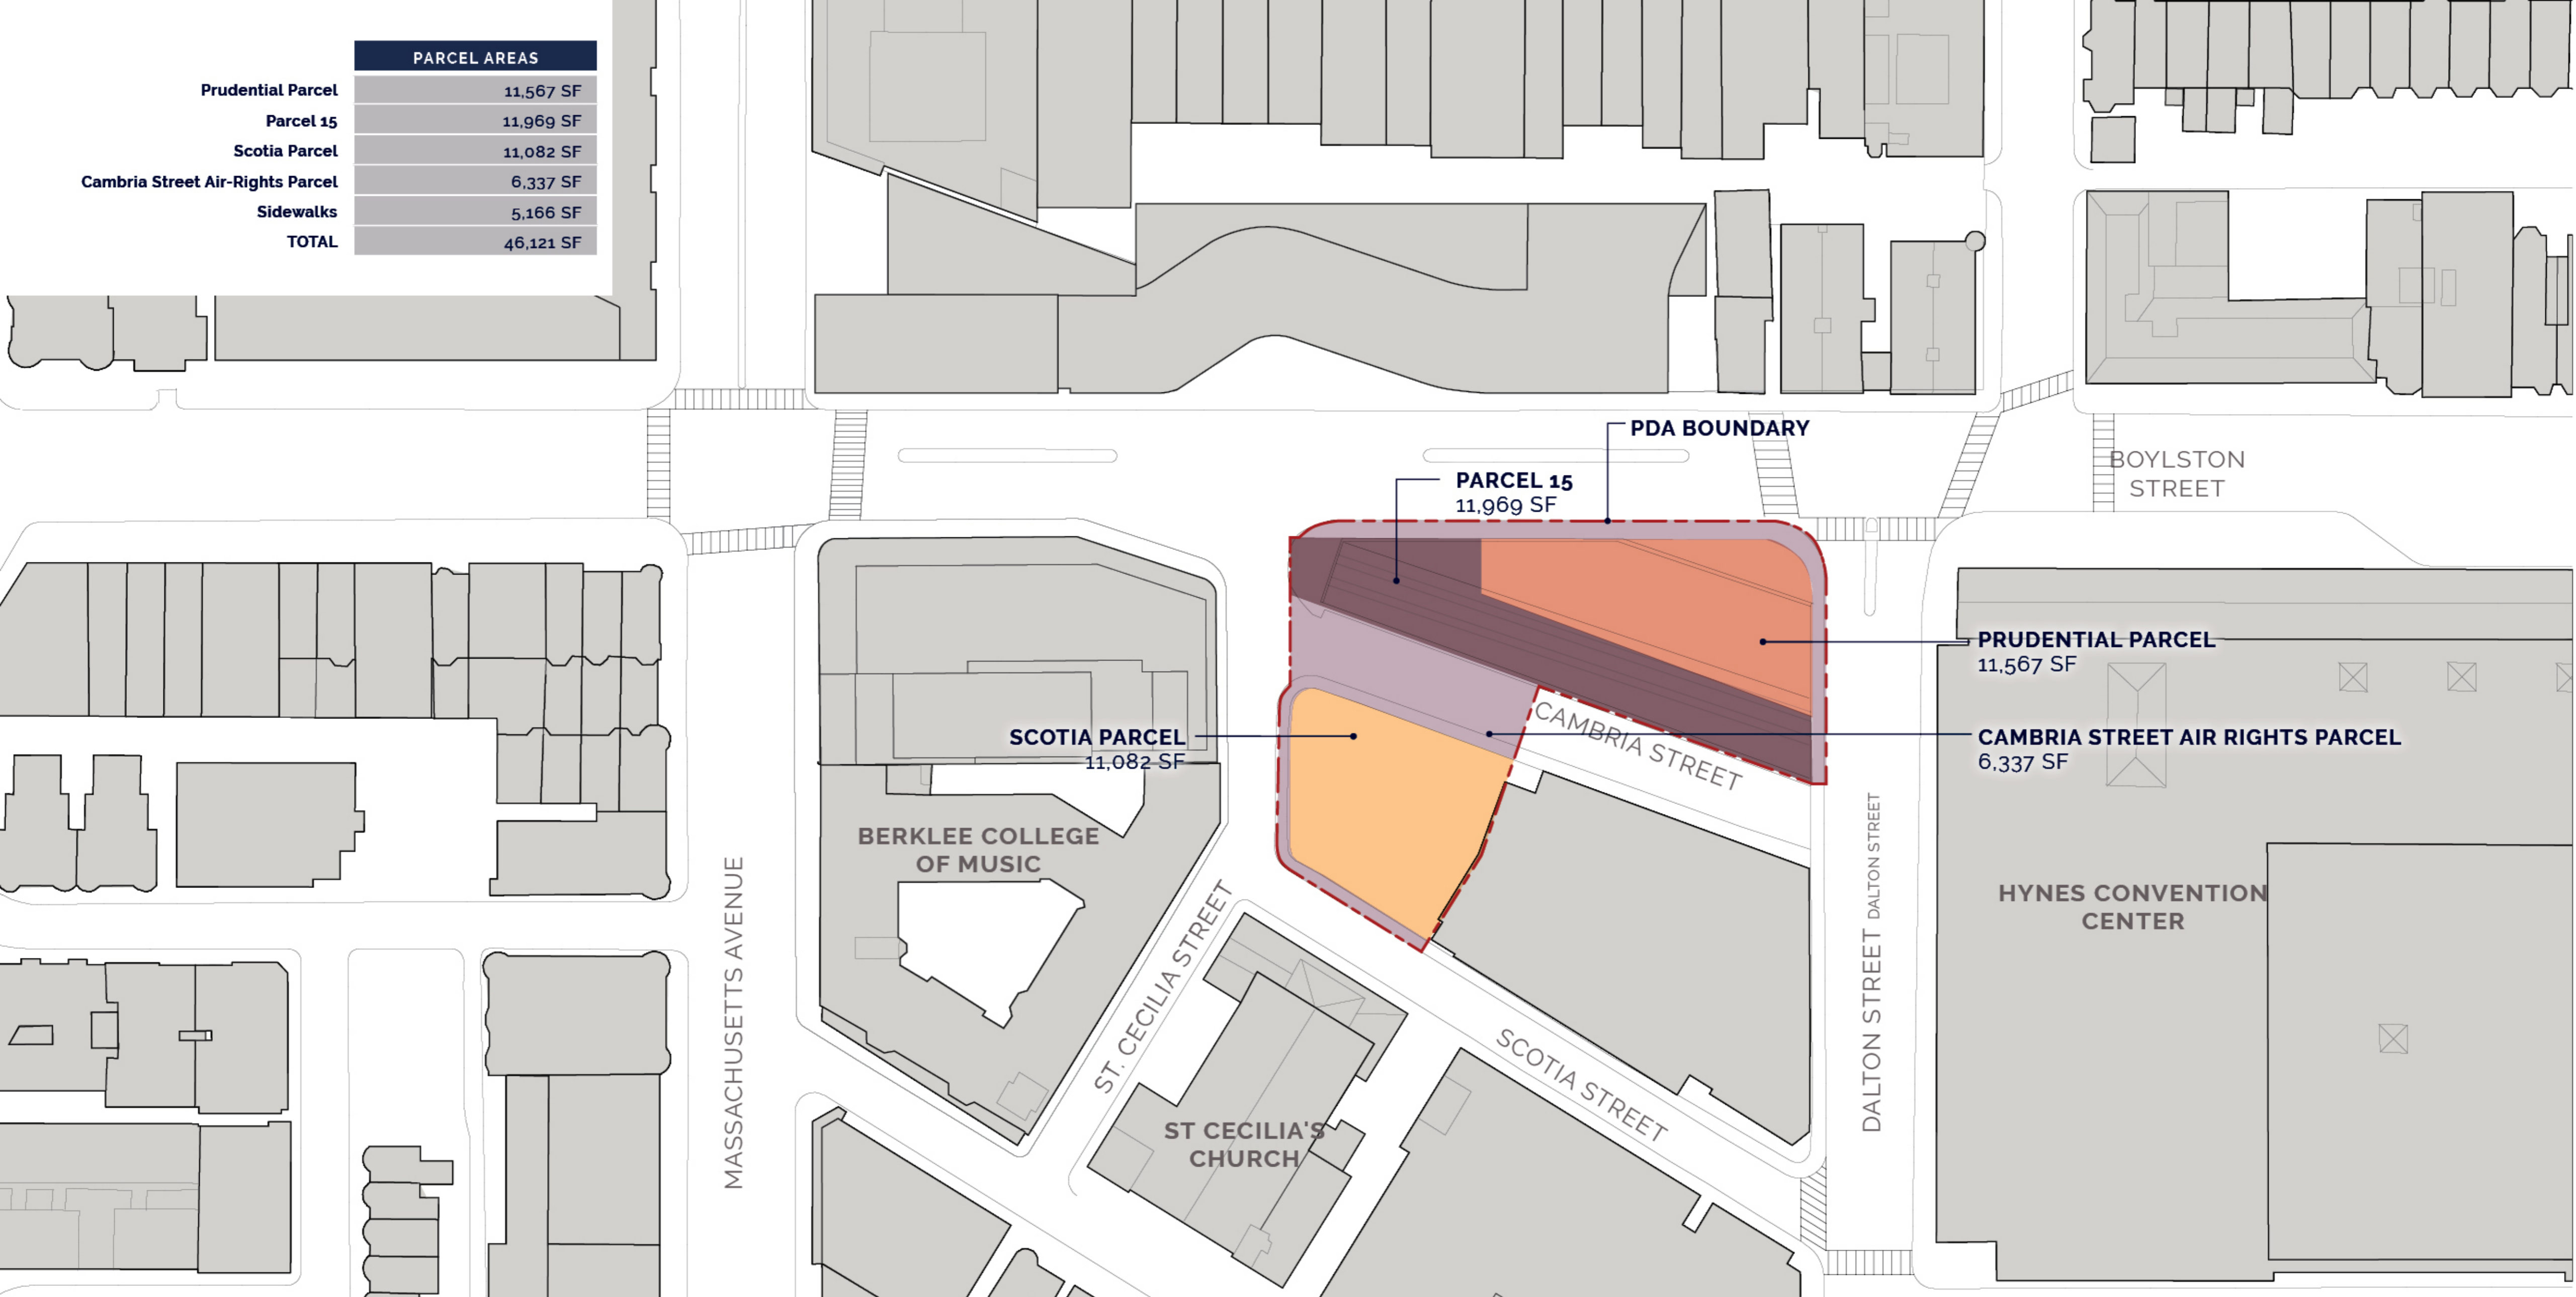 PARCEL AREAS
Prudential Parcel 11,567 SF
Parcel 15 11,969 SF
Scotia Parcel 11,082 SF
Cambria Street Air-Rights Parcel 6,337 SF
Sidewalks 5,166 SF
TOTAL 46,121 SF
PDA BOUNDARY
BOYLSTON
STREET
PARCEL 15
11,969 SF
PRUDENTIAL PARCEL
11,567 SF
SCOTIA PARCEL
11,082 SF
CAMBRIA STREET
CAMBRIA STREET AIR RIGHTS PARCEL
6,337 SF
BERKLEE COLLEGE
OF MUSIC
DALTON STREET
HYNES CONVENTION
CENTER
MASSACHUSETTS AVENUE
ST. CECILIA STREET
SCOTIA STREET
DALTON STREET
ST CECILIA'S
CHURCH